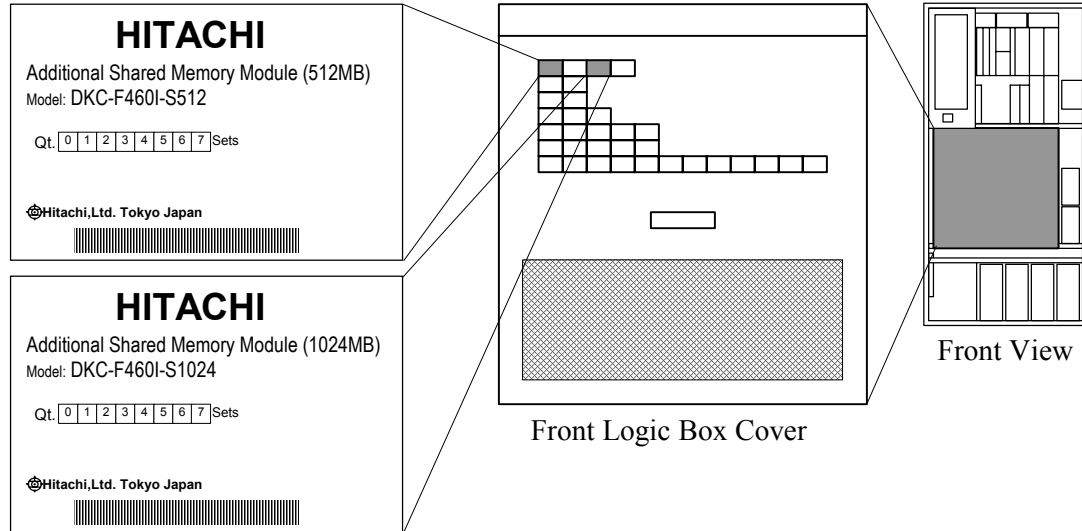 HITACHI
Additional Shared Memory Module (512MB)
Model: DKC-F460I-S512
Qt. 0 1 2 3 4 5 6 7 Sets
Hitachi,Ltd. Tokyo Japan
HITACHI
Additional Shared Memory Module (1024MB)
Model: DKC-F460I-S1024
Qt. 0 1 2 3 4 5 6 7 Sets
Hitachi,Ltd. Tokyo Japan
Front Logic Box Cover
Front View